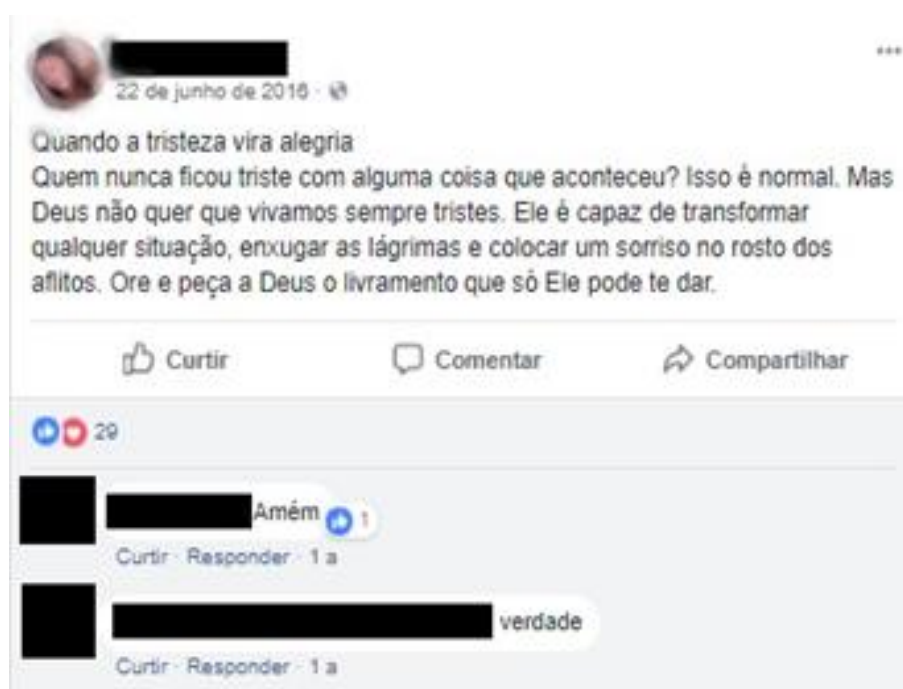 22 de junho de 2016 ·
Quando a tristeza vira alegria
Quem nunca ficou triste com alguma coisa que aconteceu? Isso é normal. Mas
Deus não quer que vivamos sempre tristes. Ele é capaz de transformar
qualquer situação, enxugar as lágrimas e colocar um sorriso no rosto dos
aflitos. Ore e peça a Deus o livramento que só Ele pode te dar.
Curtir Comentar Compartilhar
29
Amém 1
Curtir · Responder · 1 a
verdade
Curtir · Responder · 1 a